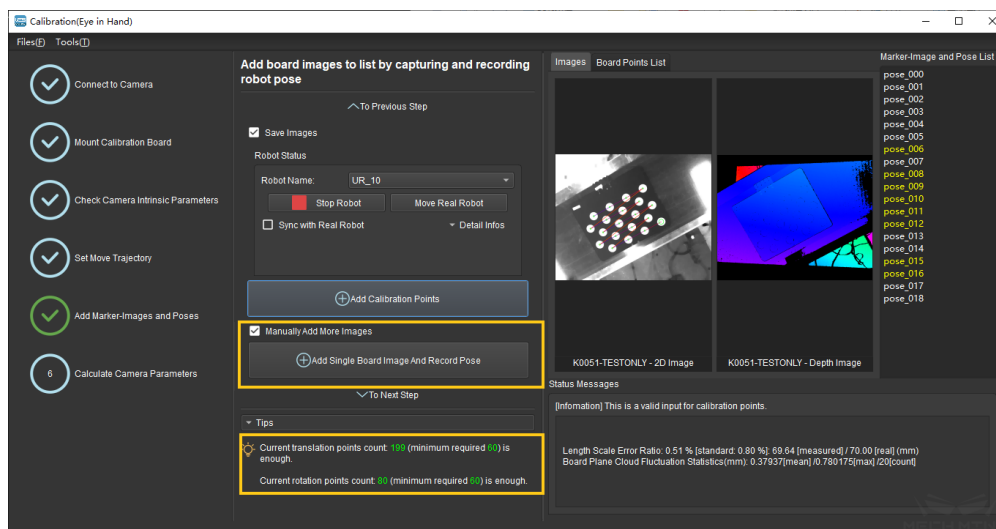 Calibration(Eye in Hand)
Files(F) Tools(T)
Connect to Camera
Mount Calibration Board
Check Camera Intrinsic Parameters
Set Move Trajectory
Add Marker-Images and Poses
6 Calculate Camera Parameters
Add board images to list by capturing and recording
robot pose
To Previous Step
Save Images
Robot Status
Robot Name: UR_10
Stop Robot Move Real Robot
Sync with Real Robot Detail Infos
Add Calibration Points
Manually Add More Images
Add Single Board Image And Record Pose
To Next Step
Tips
Current translation points count: 199 (minimum required 60) is
enough.
Current rotation points count: 80 (minimum required 60) is enough.
Images Board Points List
K0051-TESTONLY - 2D Image K0051-TESTONLY - Depth Image
Marker-Image and Pose List
pose_000
pose_001
pose_002
pose_003
pose_004
pose_005
pose_006
pose_007
pose_008
pose_009
pose_010
pose_011
pose_012
pose_013
pose_014
pose_015
pose_016
pose_017
pose_018
Status Messages
[Infomation] This is a valid input for calibration points.
Length Scale Error Ratio: 0.51 % [standard: 0.80 %]: 69.64 [measured] / 70.00 [real] (mm)
Board Plane Cloud Fluctuation Statistics(mm): 0.37937[mean] /0.780175[max] /20[count]